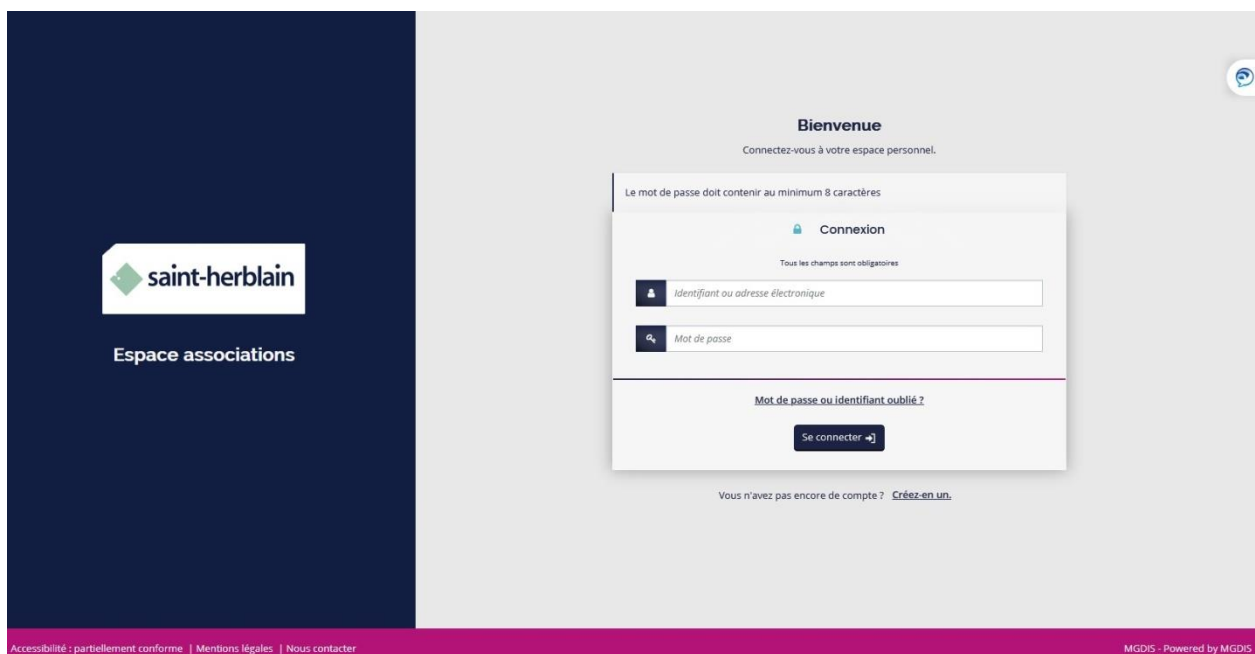 saint-herblain
Espace associations
Bienvenue
Connectez-vous à votre espace personnel.
Le mot de passe doit contenir au minimum 8 caractères
Connexion
Tous les champs sont obligatoires
Identifiant ou adresse électronique
Mot de passe
Mot de passe ou identifiant oublié ?
Se connecter
Vous n'avez pas encore de compte ? Créez-en un.
Accessibilité : partiellement conforme | Mentions légales | Nous contacter
MGDIS - Powered by MGDIS